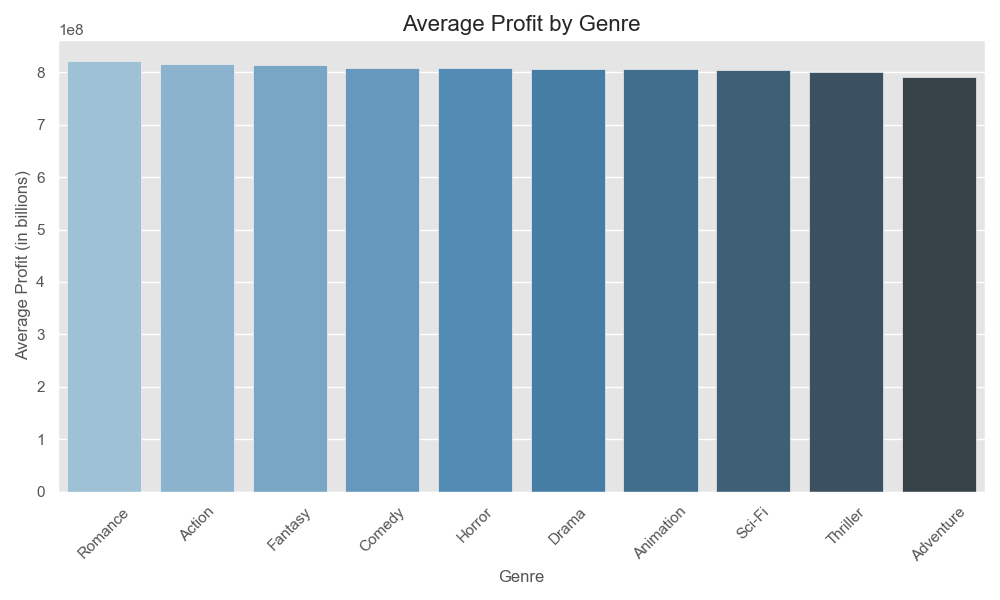 Average Profit by Genre
1e8
8
7
6
5
4
3
2
1
0
Average Profit (in billions)
Romance
Action
Fantasy
Comedy
Horror
Drama
Animation
Sci-Fi
Thriller
Adventure
Genre